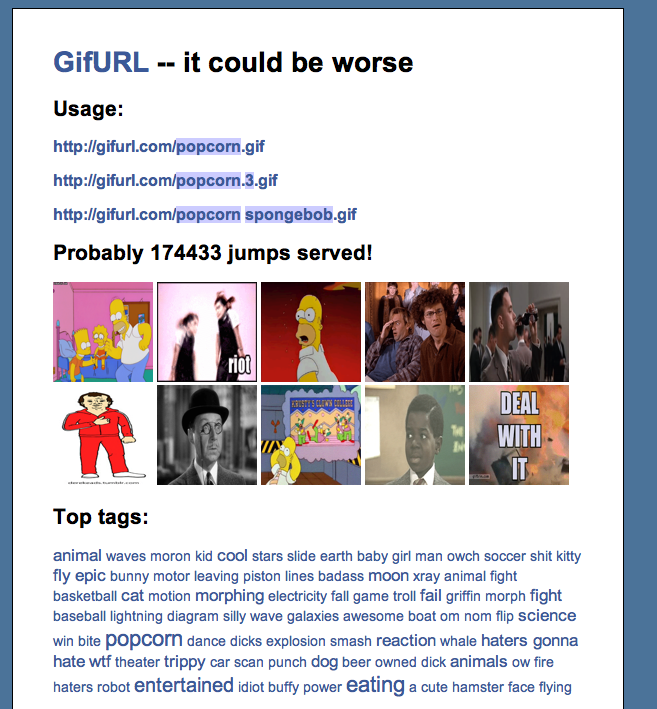 GifURL -- it could be worse
Usage:
http://gifurl.com/popcorn.gif
http://gifurl.com/popcorn.3.gif
http://gifurl.com/popcorn spongebob.gif
Probably 174433 jumps served!
riot
KRUSTY'S CLOWN COLLEGE
DEAL
WITH
IT
Top tags:
animal waves moron kid cool stars slide earth baby girl man owch soccer shit kitty
fly epic bunny motor leaving piston lines badass moon xray animal fight
basketball cat motion morphing electricity fall game troll fail griffin morph fight
baseball lightning diagram silly wave galaxies awesome boat om nom flip science
win bite popcorn dance dicks explosion smash reaction whale haters gonna
hate wtf theater trippy car scan punch dog beer owned dick animals ow fire
haters robot entertained idiot buffy power eating a cute hamster face flying